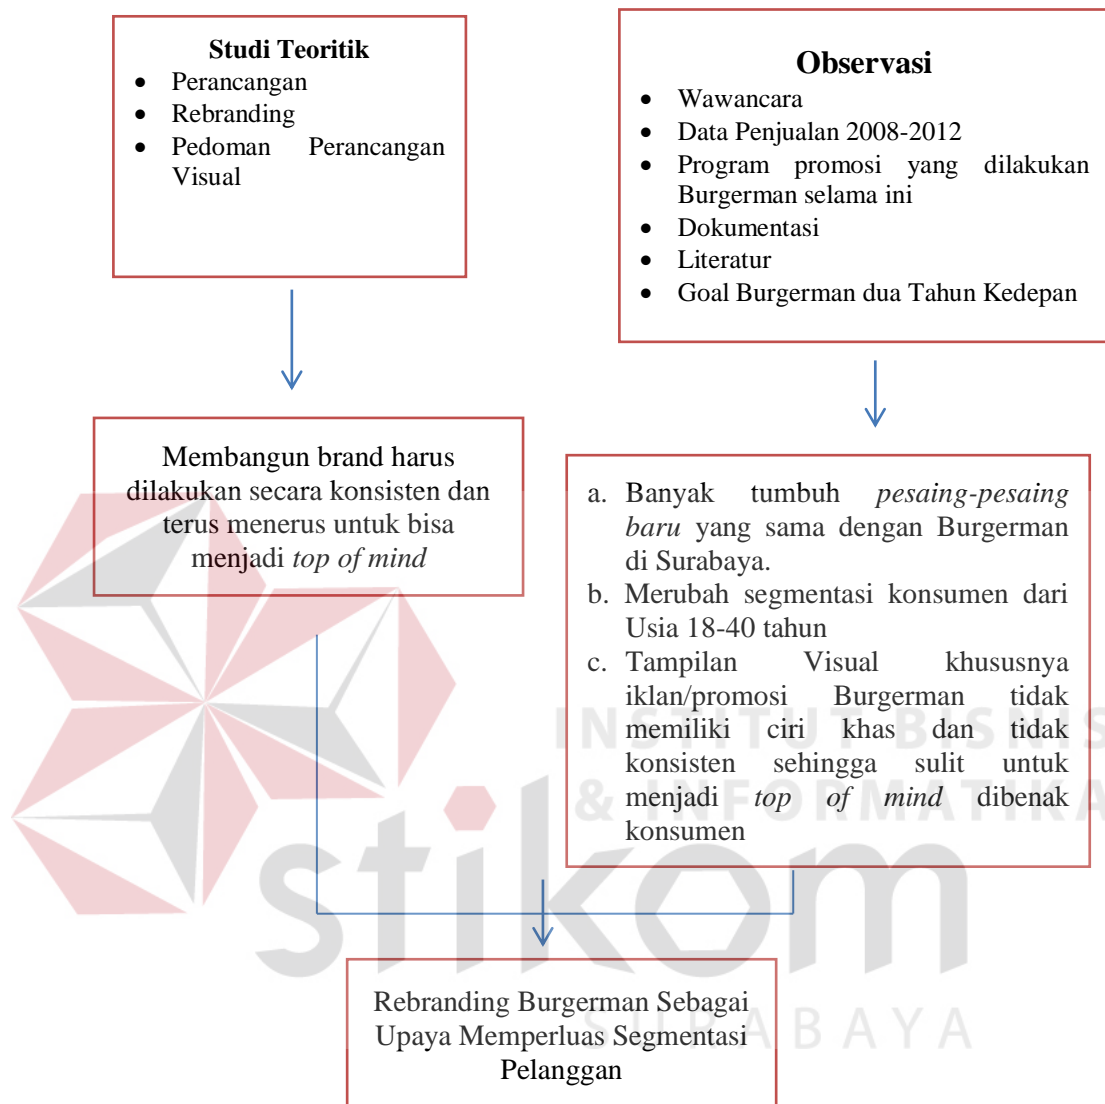 Studi Teoritik
• Perancangan
• Rebranding
• Pedoman Perancangan
Visual
Observasi
• Wawancara
• Data Penjualan 2008-2012
• Program promosi yang dilakukan
Burgerman selama ini
• Dokumentasi
• Literatur
• Goal Burgerman dua Tahun Kedepan
Membangun brand harus
dilakukan secara konsisten dan
terus menerus untuk bisa
menjadi top of mind
a. Banyak tumbuh pesaing-pesaing
baru yang sama dengan Burgerman
di Surabaya.
b. Merubah segmentasi konsumen dari
Usia 18-40 tahun
c. Tampilan Visual khususnya
iklan/promosi Burgerman tidak
memiliki ciri khas dan tidak
konsisten sehingga sulit untuk
menjadi top of mind dibenak
konsumen
Rebranding Burgerman Sebagai
Upaya Memperluas Segmentasi
Pelanggan
INSTITUT BISNIS
& INFORMATIKA
stikom
SURABAYA